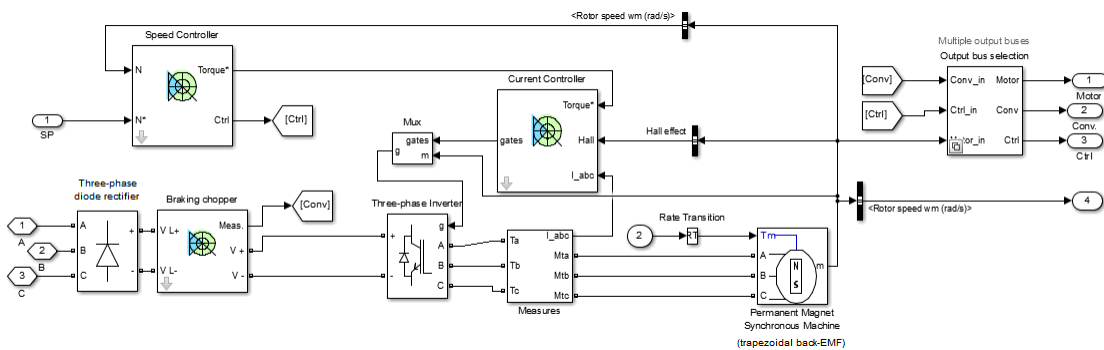 <Rotor speed wm (rad/s)>
Speed Controller
N
Torque*
N*
Ctrl
1
SP
[Ctrl]
Current Controller
Torque*
gates
Hall
I_abc
Mux
gates
g
m
Hall effect
Multiple output buses
Output bus selection
[Conv]
[Ctrl]
Conv_in
Motor
Ctrl_in
Conv
Ctrl
1
Motor
2
Conv.
3
Ctrl
4
<Rotor speed wm (rad/s)>
Three-phase
diode rectifier
1
A
2
B
3
C
A
B
C
+
-
Braking chopper
V L+
Meas.
V +
V L-
V -
[Conv]
Three-phase Inverter
g
+
A
B
-
C
Ta
I_abc
Mta
Tb
Mtb
Tc
Mtc
Measures
Rate Transition
2
RT
Tm
A
B
C
N
S
m
Permanent Magnet
Synchronous Machine
(trapezoidal back-EMF)